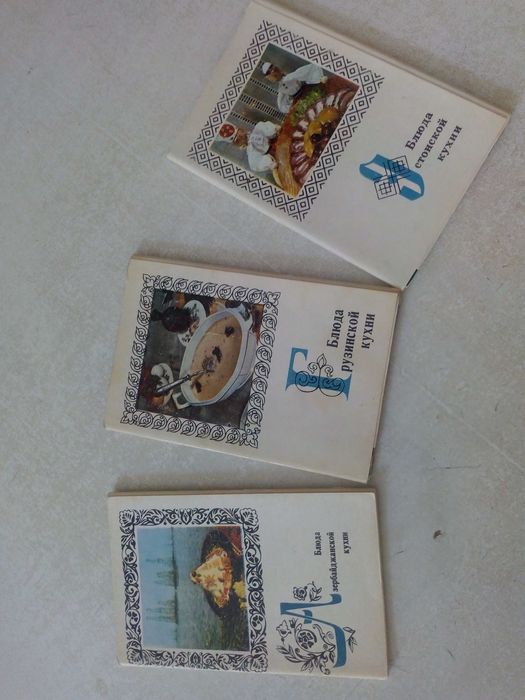 Блюда
Эстонской
кухни
Блюда
Грузинской
кухни
Блюда
Азербайджанской
кухни